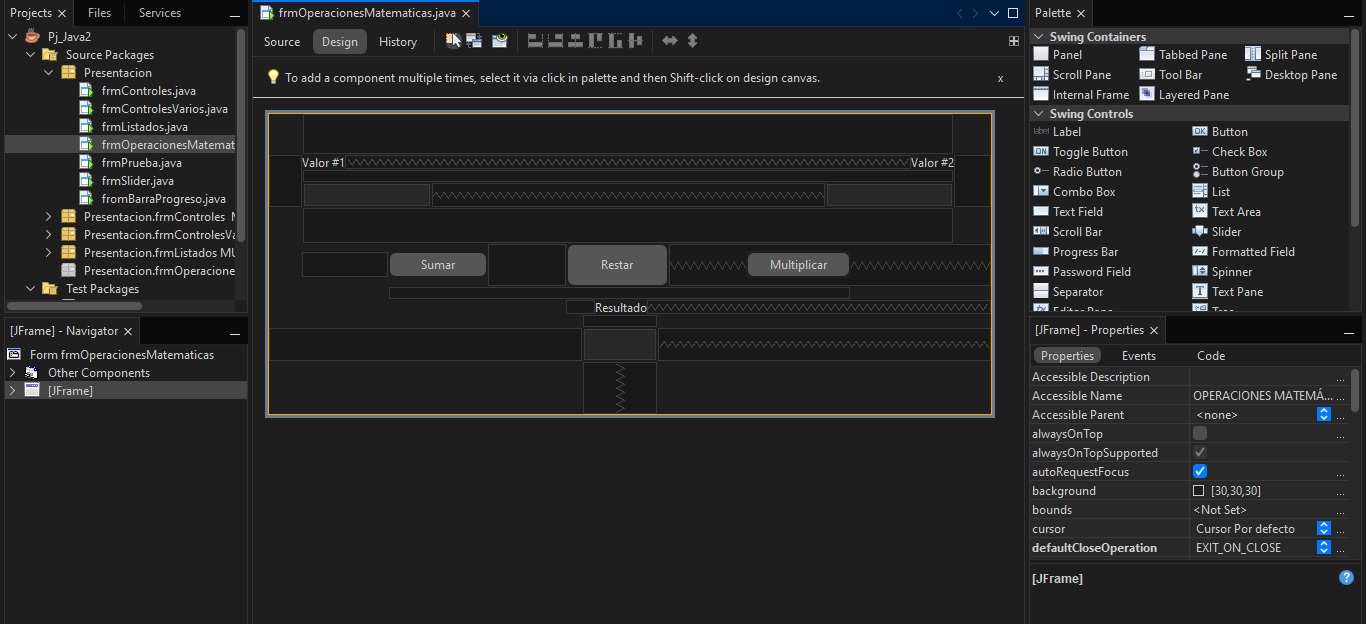 Projects
Files
Services
Pj_Java2
Source Packages
Presentacion
frmControles.java
frmControlesVarios.java
frmListados.java
frmOperacionesMatemat
frmPrueba.java
frmSlider.java
fromBarraProgreso.java
Presentacion.frmControles M
Presentacion.frmControlesVa
Presentacion.frmListados MU
Presentacion.frmOperacione
Test Packages
[JFrame] - Navigator
Form frmOperacionesMatematicas
Other Components
[JFrame]
frmOperacionesMatematicas.java
Source Design History
To add a component multiple times, select it via click in palette and then Shift-click on design canvas. x
Valor #1 Valor #2
Sumar Restar Multiplicar
Resultado
Palette
Swing Containers
Panel Tabbed Pane Split Pane
Scroll Pane Tool Bar Desktop Pane
Internal Frame Layered Pane
Swing Controls
label Label OK Button
ON Toggle Button Check Box
Radio Button Button Group
Combo Box List
Text Field tx Text Area
Scroll Bar Slider
Progress Bar Formatted Field
Password Field Spinner
Separator T Text Pane
Editor Pane Tree
[JFrame] - Properties
Properties Events Code
Accessible Description ...
Accessible Name OPERACIONES MATEMÁ... ...
Accessible Parent <none> ...
alwaysOnTop ...
alwaysOnTopSupported
autoRequestFocus ...
background [30,30,30] ...
bounds <Not Set> ...
cursor Cursor Por defecto ...
defaultCloseOperation EXIT_ON_CLOSE ...
[JFrame] ?